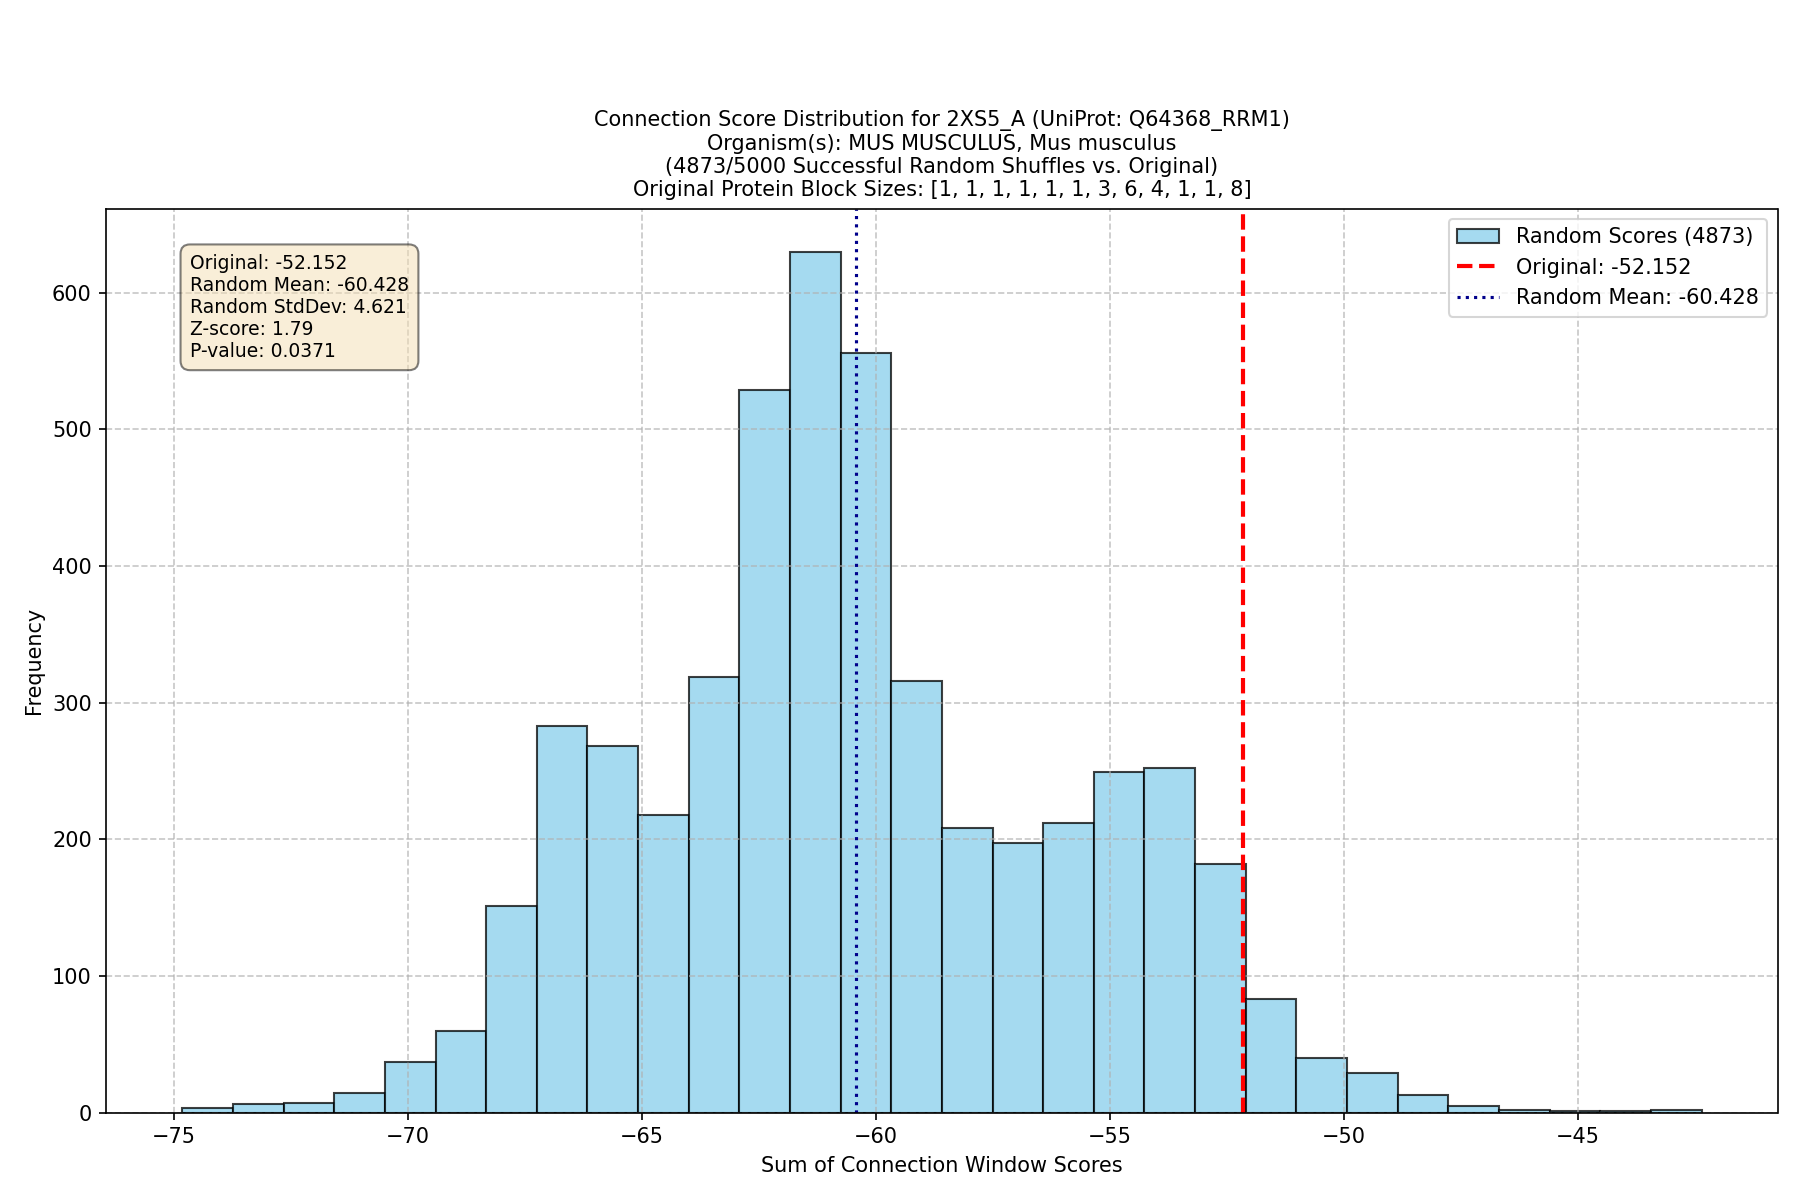 Connection Score Distribution for 2XS5_A (UniProt: Q64368_RRM1)
Organism(s): MUS MUSCULUS, Mus musculus
(4873/5000 Successful Random Shuffles vs. Original)
Original Protein Block Sizes: [1, 1, 1, 1, 1, 1, 3, 6, 4, 1, 1, 8]
Original: -52.152
Random Mean: -60.428
Random StdDev: 4.621
Z-score: 1.79
P-value: 0.0371
Random Scores (4873)
Original: -52.152
Random Mean: -60.428
Frequency
600
500
400
300
200
100
0
−75
−70
−65
−60
−55
−50
−45
Sum of Connection Window Scores